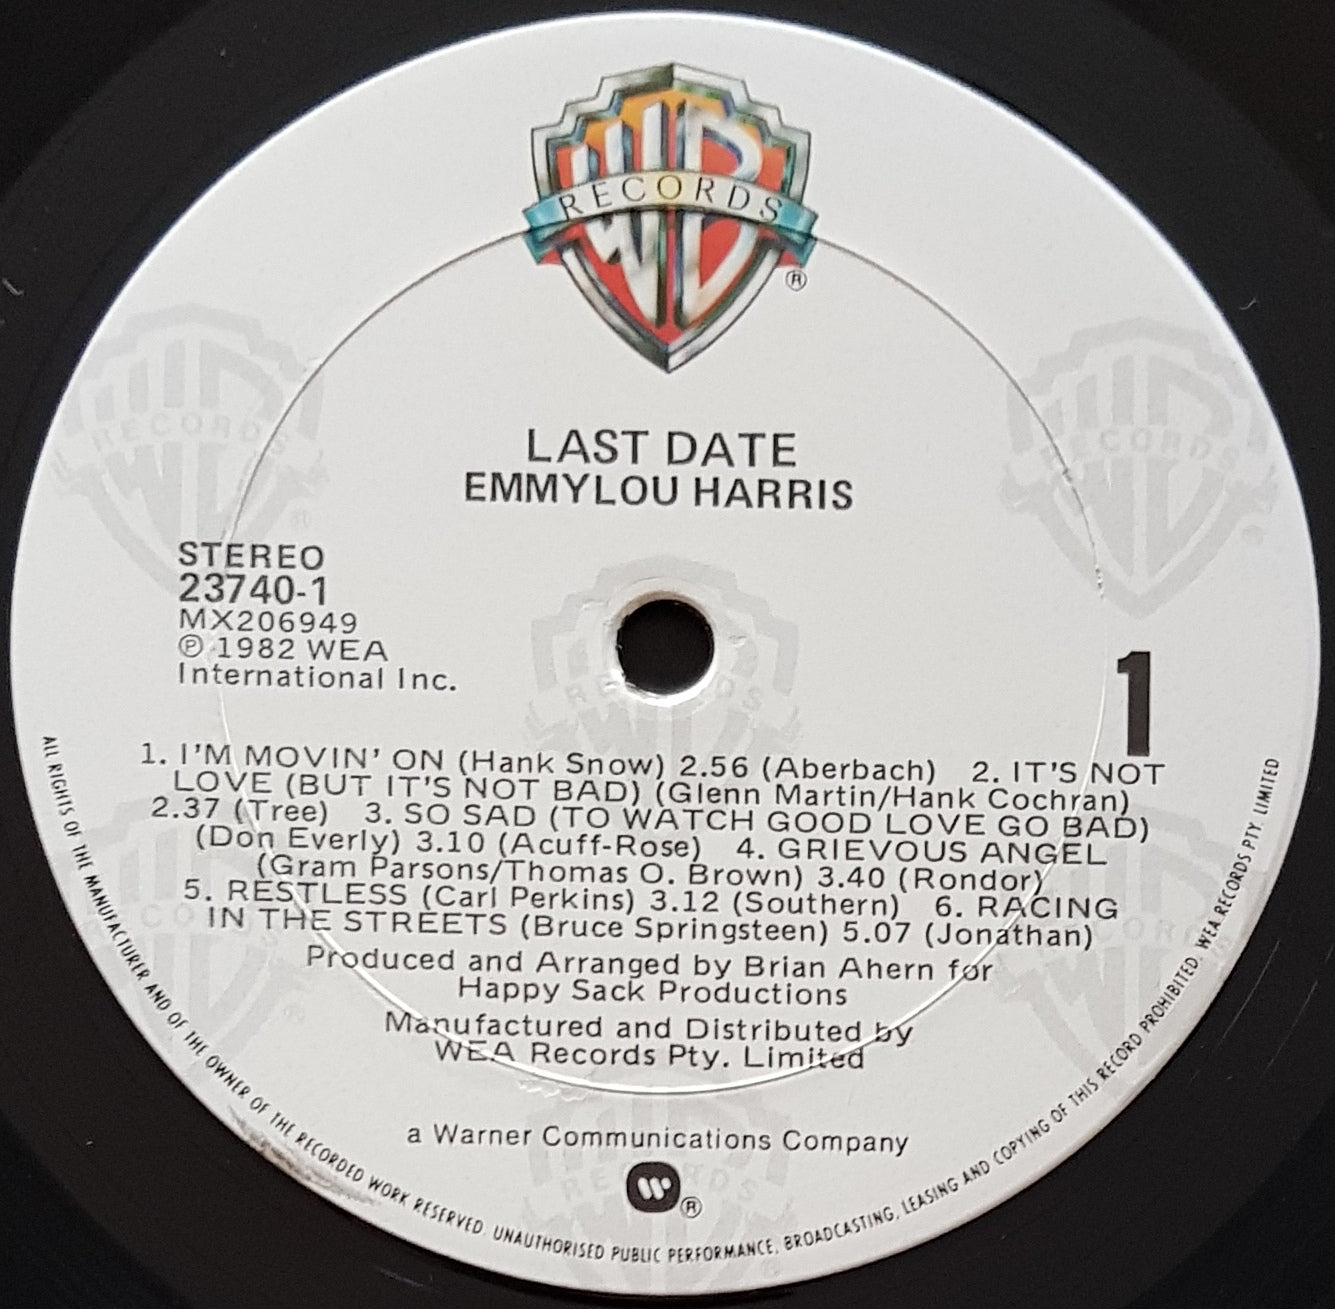 RECORDS
®
LAST DATE
EMMYLOU HARRIS
STEREO
23740-1
MX206949
℗ 1982 WEA
International Inc.
1
1. I'M MOVIN' ON (Hank Snow) 2.56 (Aberbach) 2. IT'S NOT
LOVE (BUT IT'S NOT BAD) (Glenn Martin/Hank Cochran)
2.37 (Tree) 3. SO SAD (TO WATCH GOOD LOVE GO BAD)
(Don Everly) 3.10 (Acuff-Rose) 4. GRIEVOUS ANGEL
(Gram Parsons/Thomas O. Brown) 3.40 (Rondor)
5. RESTLESS (Carl Perkins) 3.12 (Southern) 6. RACING
IN THE STREETS (Bruce Springsteen) 5.07 (Jonathan)
Produced and Arranged by Brian Ahern for
Happy Sack Productions
Manufactured and Distributed by
WEA Records Pty. Limited
a Warner Communications Company
®
ALL RIGHTS OF THE MANUFACTURER AND OF THE OWNER OF THE RECORDED WORK RESERVED. UNAUTHORISED PUBLIC PERFORMANCE, BROADCASTING, LEASING AND COPYING OF THIS RECORD PROHIBITED. WEA RECORDS PTY. LIMITED